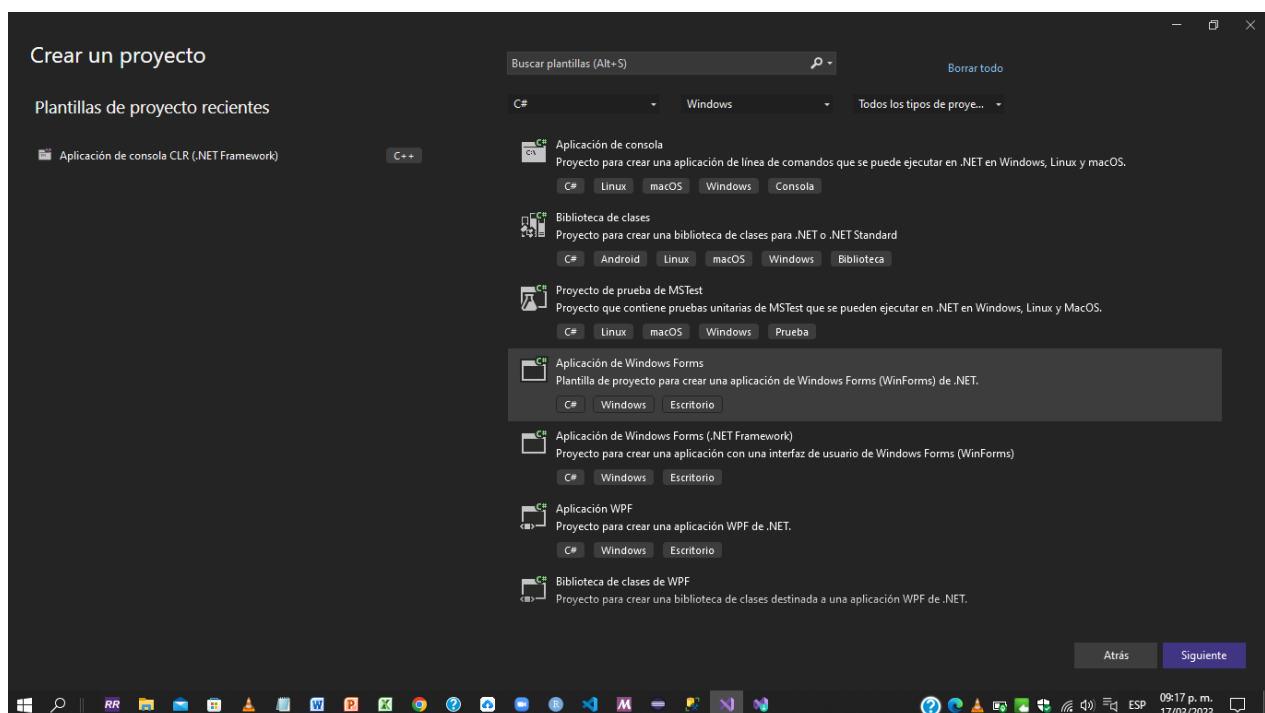 Crear un proyecto
Buscar plantillas (Alt+S)
Borrar todo
Plantillas de proyecto recientes
C#
Windows
Todos los tipos de proye...
Aplicación de consola CLR (.NET Framework)
C++
Aplicación de consola
Proyecto para crear una aplicación de línea de comandos que se puede ejecutar en .NET en Windows, Linux y macOS.
C# Linux macOS Windows Consola
Biblioteca de clases
Proyecto para crear una biblioteca de clases para .NET o .NET Standard
C# Android Linux macOS Windows Biblioteca
Proyecto de prueba de MSTest
Proyecto que contiene pruebas unitarias de MSTest que se pueden ejecutar en .NET en Windows, Linux y MacOS.
C# Linux macOS Windows Prueba
Aplicación de Windows Forms
Plantilla de proyecto para crear una aplicación de Windows Forms (WinForms) de .NET.
C# Windows Escritorio
Aplicación de Windows Forms (.NET Framework)
Proyecto para crear una aplicación con una interfaz de usuario de Windows Forms (WinForms)
C# Windows Escritorio
Aplicación WPF
Proyecto para crear una aplicación WPF de .NET.
C# Windows Escritorio
Biblioteca de clases de WPF
Proyecto para crear una biblioteca de clases destinada a una aplicación WPF de .NET.
Atrás
Siguiente
ESP
09:17 p. m.
17/03/2023